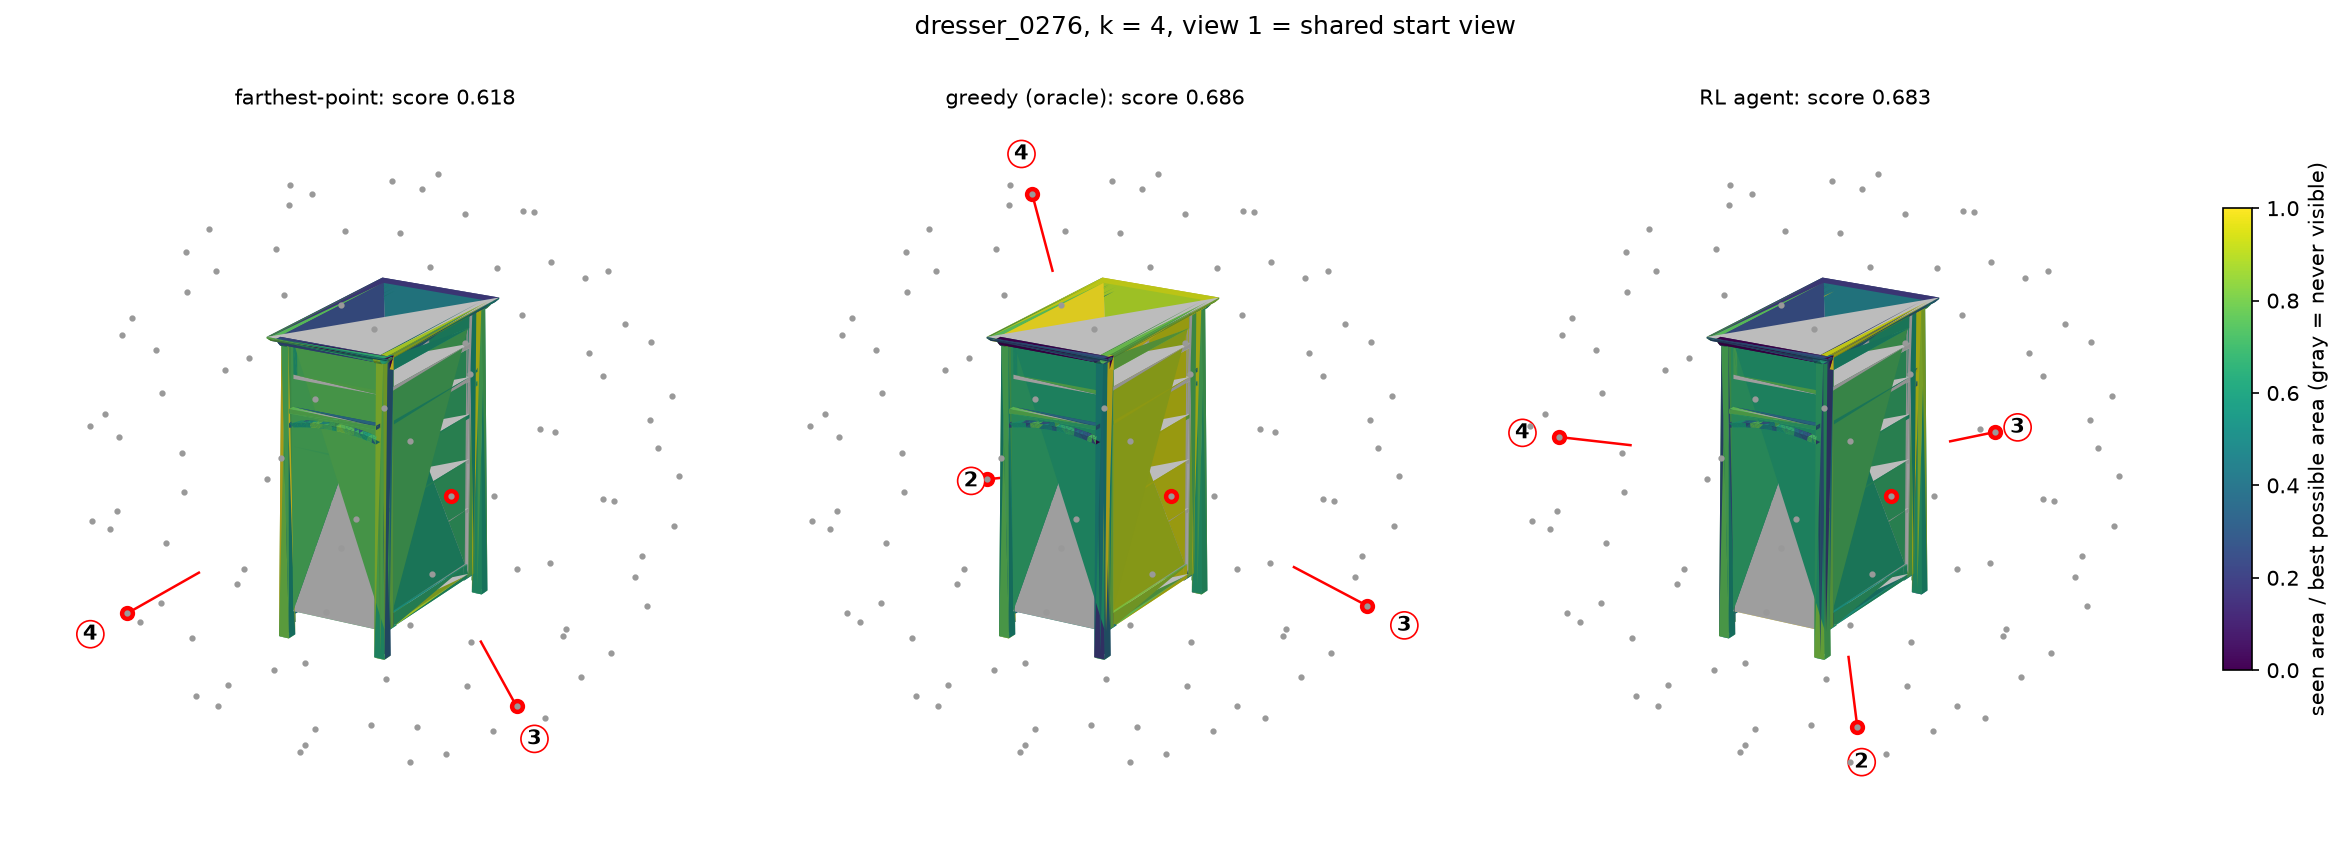 dresser_0276, k = 4, view 1 = shared start view
farthest-point: score 0.618
4
3
greedy (oracle): score 0.686
4
2
3
RL agent: score 0.683
4
3
2
1.0
0.8
0.6
0.4
0.2
0.0
seen area / best possible area (gray = never visible)